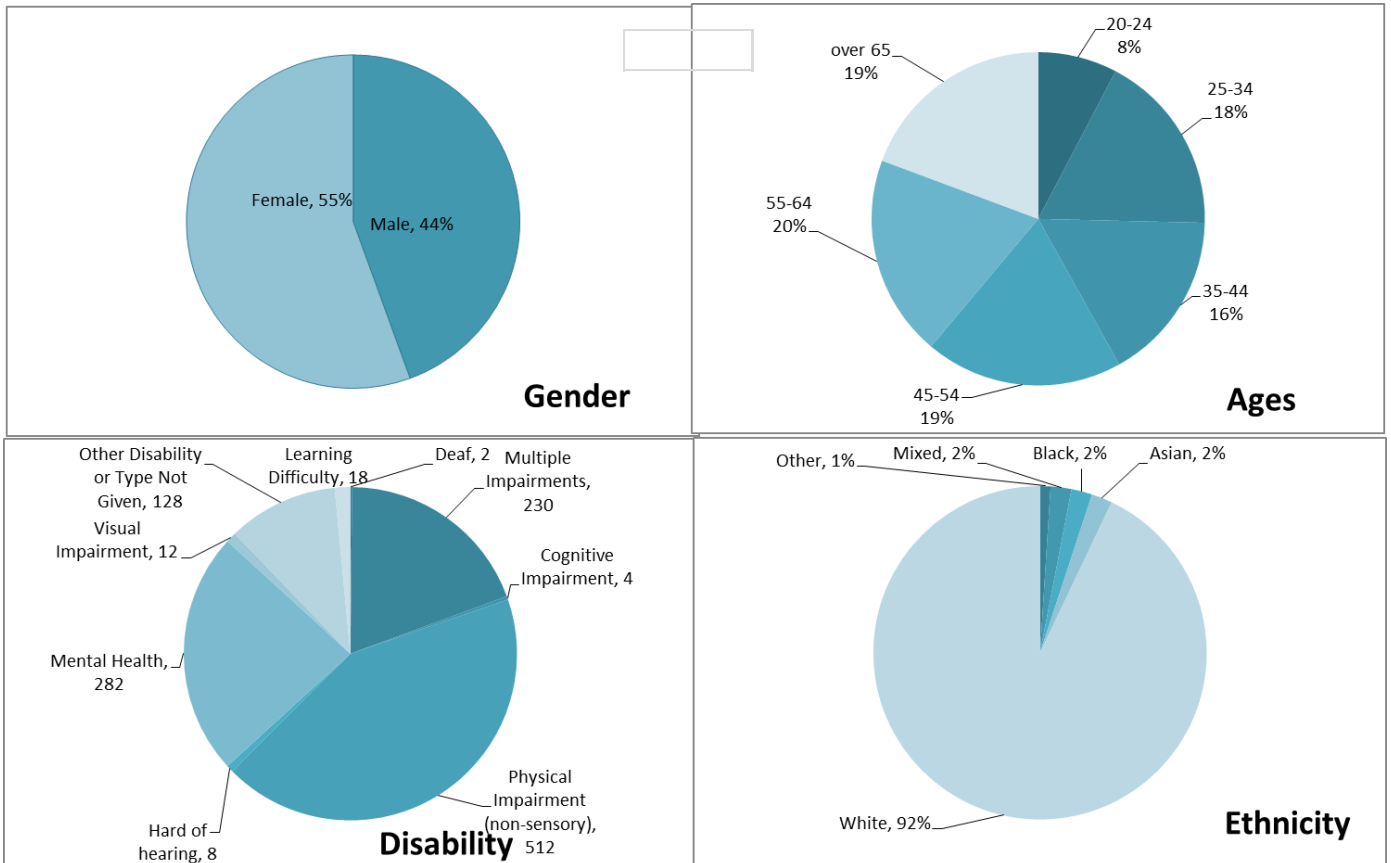 Female, 55%
Male, 44%
Gender
20-24
8%
25-34
18%
35-44
16%
45-54
19%
55-64
20%
over 65
19%
Ages
Deaf, 2
Multiple
Impairments,
230
Cognitive
Impairment, 4
Physical
Impairment
(non-sensory),
512
Hard of
hearing, 8
Mental Health,
282
Visual
Impairment, 12
Other Disability
or Type Not
Given, 128
Learning
Difficulty, 18
Disability
Other, 1%
Mixed, 2%
Black, 2%
Asian, 2%
White, 92%
Ethnicity